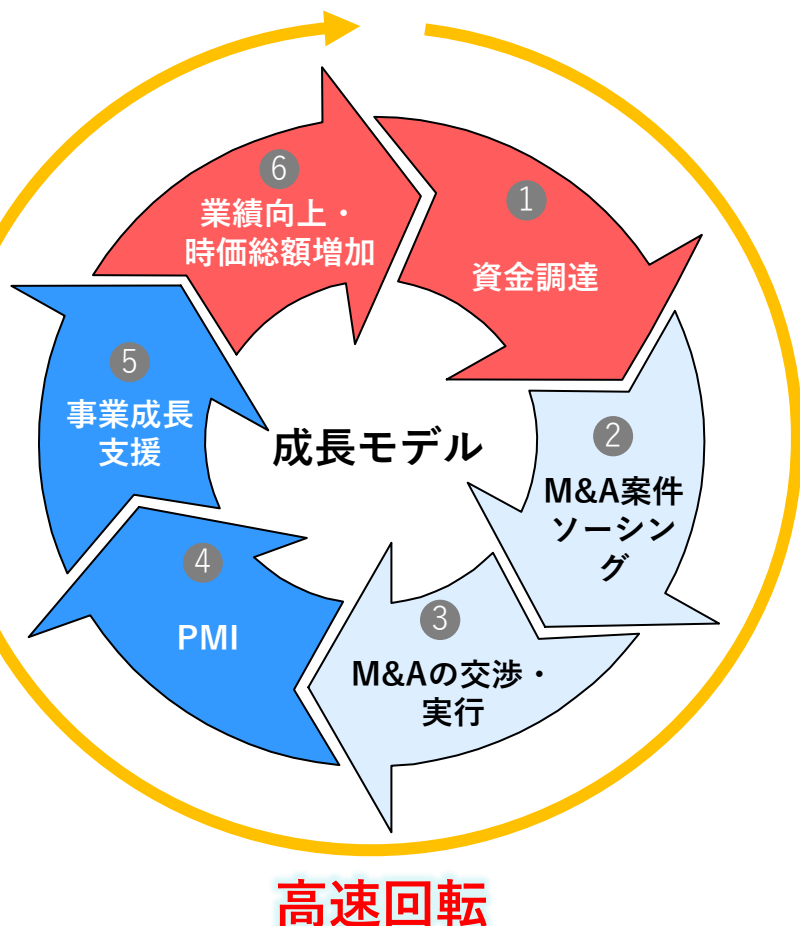 1
資金調達
2
M&A案件
ソーシン
グ
3
M&Aの交渉・
実行
4
PMI
5
事業成長
支援
6
業績向上・
時価総額増加
成長モデル
高速回転